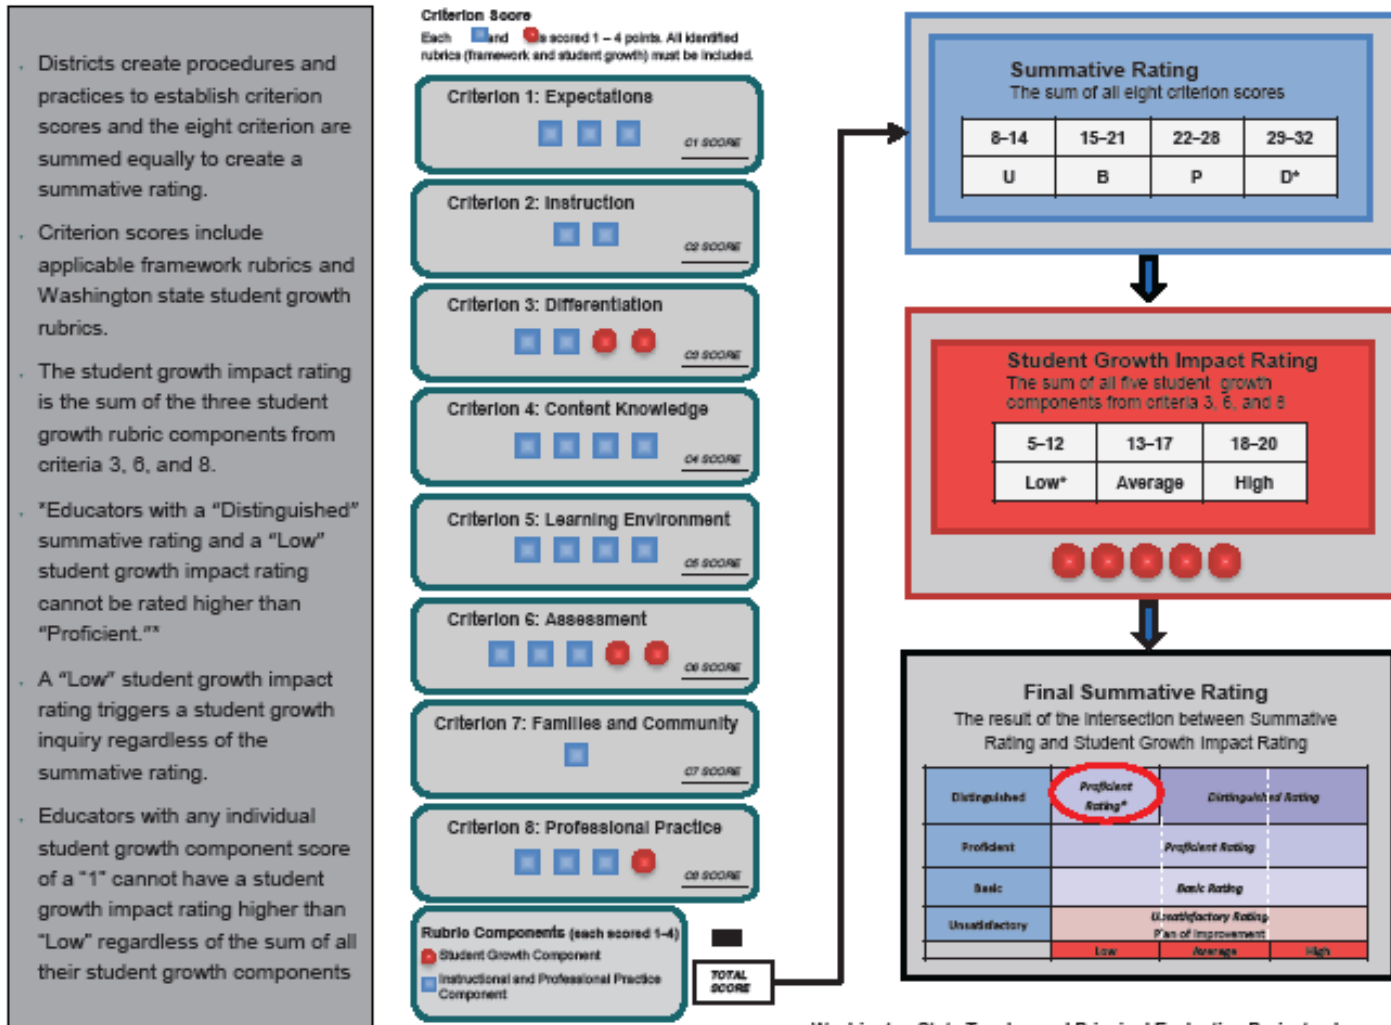 . Districts create procedures and
practices to establish criterion
scores and the eight criterion are
summed equally to create a
summative rating.
. Criterion scores include
applicable framework rubrics and
Washington state student growth
rubrics.
. The student growth impact rating
is the sum of the three student
growth rubric components from
criteria 3, 6, and 8.
. *Educators with a “Distinguished”
summative rating and a “Low”
student growth impact rating
cannot be rated higher than
“Proficient.”*
. A “Low” student growth impact
rating triggers a student growth
inquiry regardless of the
summative rating.
. Educators with any individual
student growth component score
of a "1" cannot have a student
growth impact rating higher than
"Low" regardless of the sum of all
their student growth components
Criterion Score
Each and is scored 1 – 4 points. All identified
rubrics (framework and student growth) must be included.
Criterion 1: Expectations
C1 SCORE
Criterion 2: Instruction
C2 SCORE
Criterion 3: Differentiation
C3 SCORE
Criterion 4: Content Knowledge
C4 SCORE
Criterion 5: Learning Environment
C5 SCORE
Criterion 6: Assessment
C6 SCORE
Criterion 7: Families and Community
C7 SCORE
Criterion 8: Professional Practice
C8 SCORE
Rubric Components (each scored 1-4)
Student Growth Component
Instructional and Professional Practice
Component
TOTAL
SCORE
Summative Rating
The sum of all eight criterion scores
8–14 15–21 22–28 29–32
U B P D*
Student Growth Impact Rating
The sum of all five student growth
components from criteria 3, 6, and 8
5–12 13–17 18–20
Low* Average High
Final Summative Rating
The result of the Intersection between Summative
Rating and Student Growth Impact Rating
Distinguished Proficient Rating* Distinguished Rating
Proficient Proficient Rating
Basic Basic Rating
Unsatisfactory Unsatisfactory Rating
Plan of Improvement
Low Average High